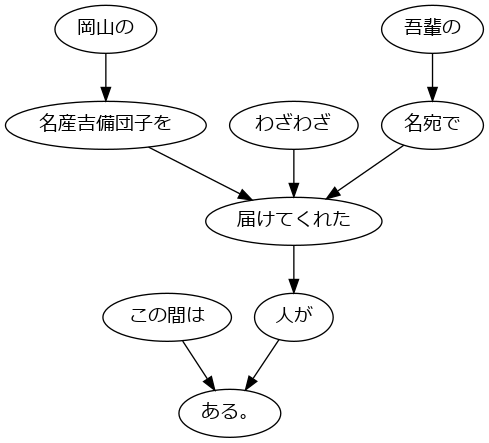 岡山の
吾輩の
名産吉備団子を
わざわざ
名宛で
届けてくれた
この間は
人が
ある。